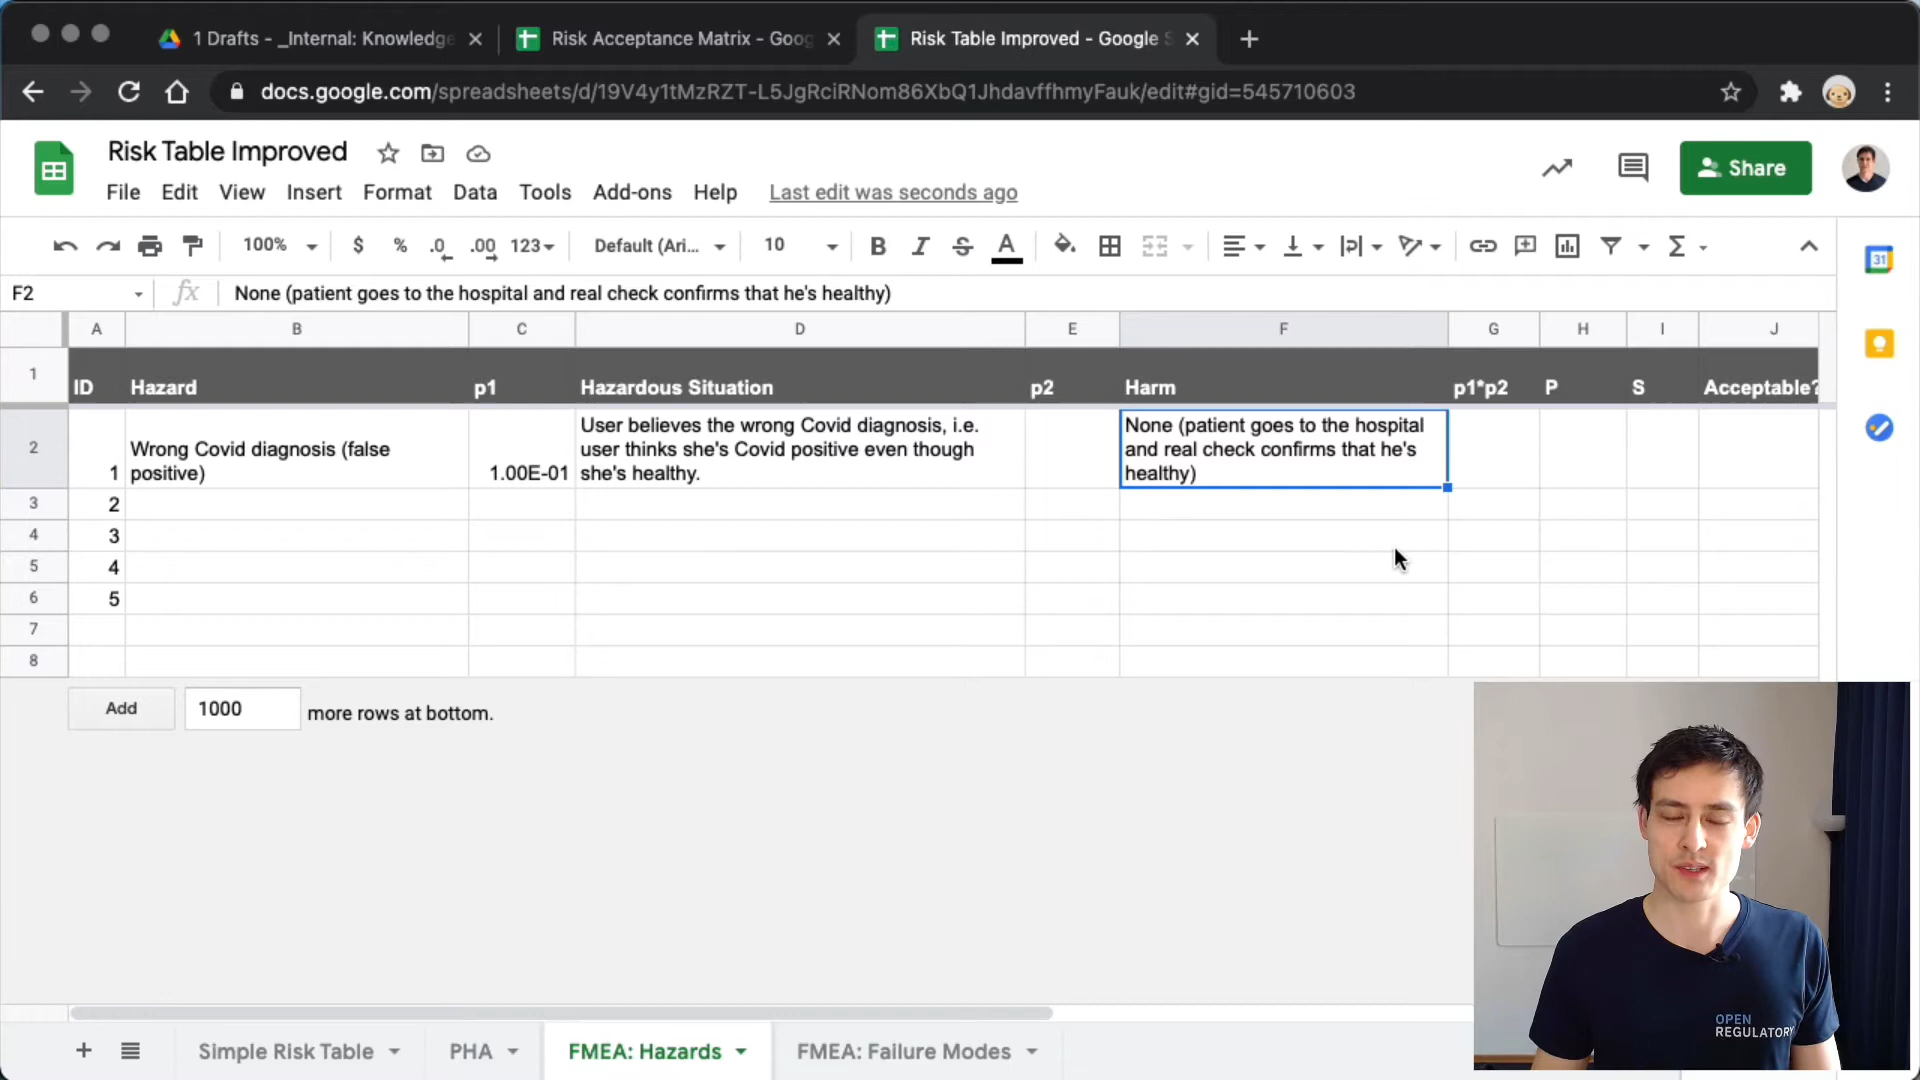 1 Drafts - _Internal: Knowledge
Risk Acceptance Matrix - Goog
Risk Table Improved - Google S
docs.google.com/spreadsheets/d/19V4y1tMzRZT-L5JgRciRNom86XbQ1JhdavffhmyFauk/edit#gid=545710603
Risk Table Improved
File Edit View Insert Format Data Tools Add-ons Help Last edit was seconds ago
Share
100% $ % .0 .00 123 Default (Ari... 10 B I S A Σ
31
F2 fx None (patient goes to the hospital and real check confirms that he's healthy)
A B C D E F G H I J
1 ID Hazard p1 Hazardous Situation p2 Harm p1*p2 P S Acceptable?
2 1 Wrong Covid diagnosis (false
positive)
1.00E-01
User believes the wrong Covid diagnosis, i.e.
user thinks she's Covid positive even though
she's healthy.
None (patient goes to the hospital
and real check confirms that he's
healthy)
3 2
4 3
5 4
6 5
7
8
Add 1000 more rows at bottom.
OPEN
REGULATORY
Simple Risk Table PHA FMEA: Hazards FMEA: Failure Modes